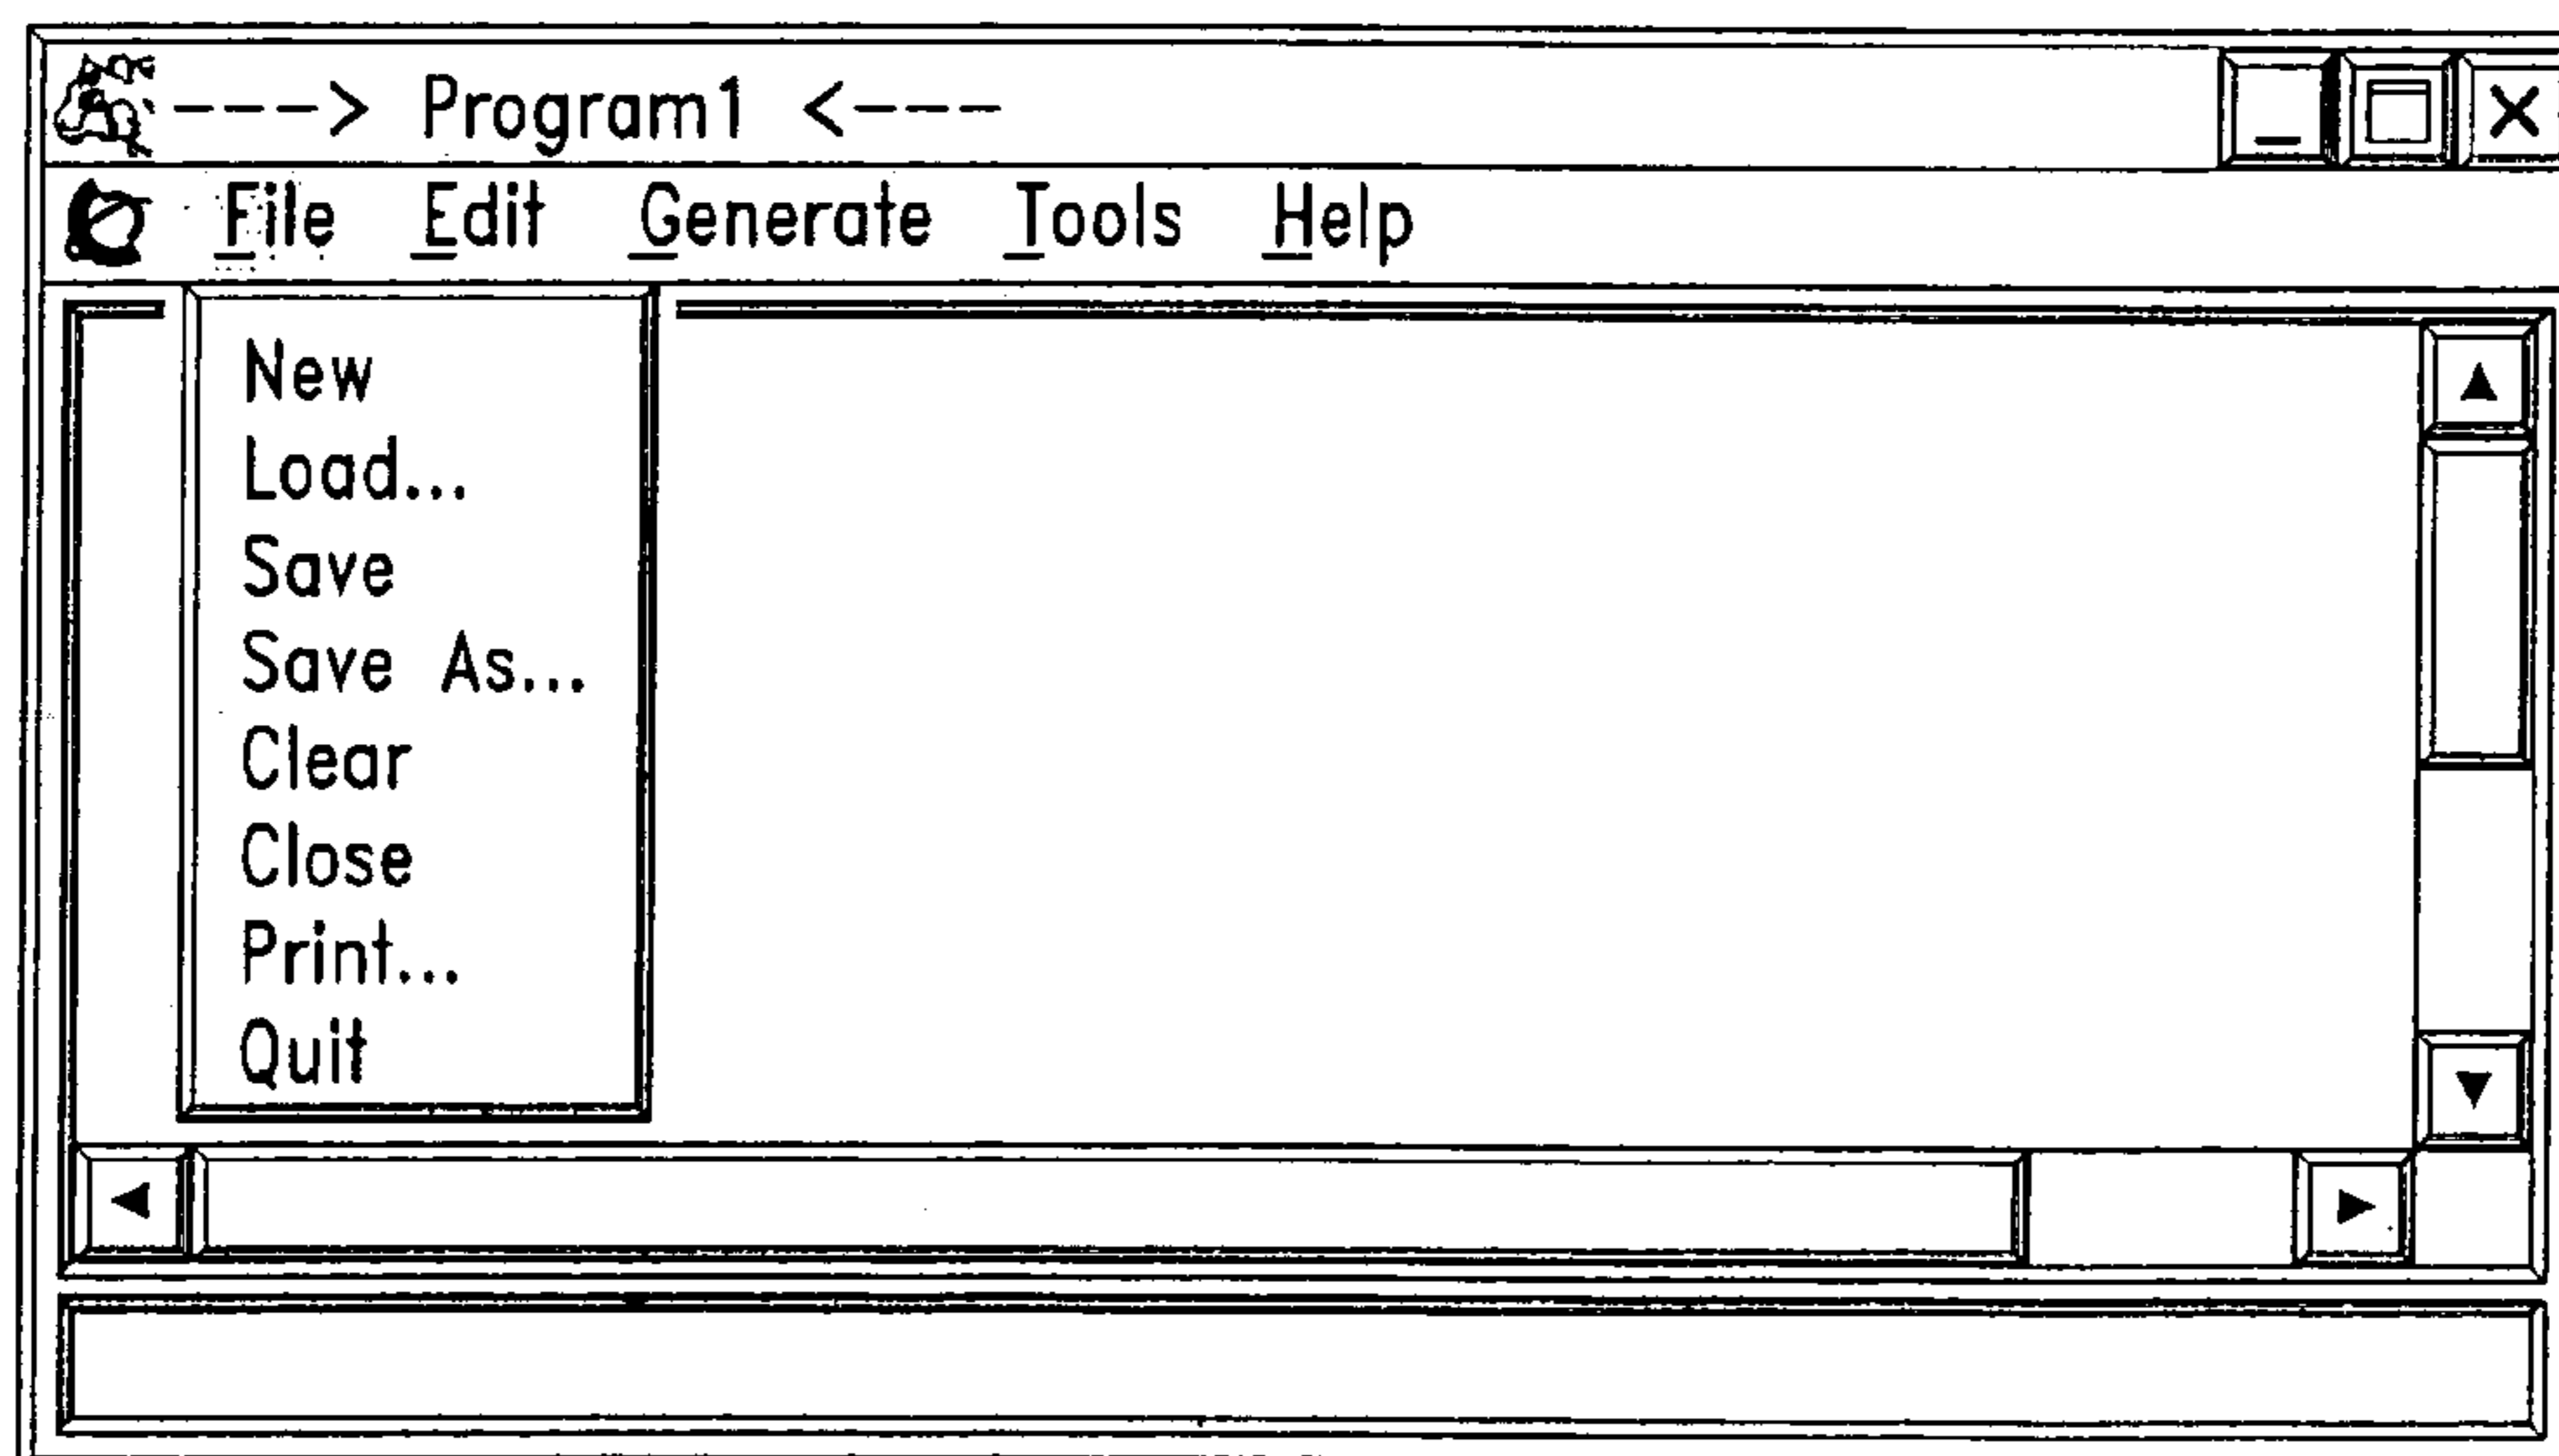 ---> Program1 <---
File Edit Generate Tools Help
New
Load...
Save
Save As...
Clear
Close
Print...
Quit